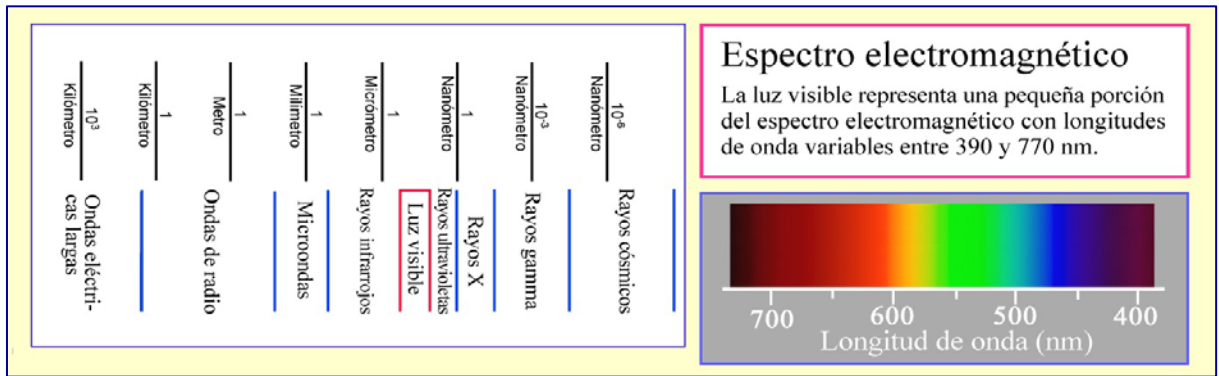 10³
Kilómetro
1
Kilómetro
1
Metro
1
Milímetro
1
Micrómetro
1
Nanómetro
10⁻³
Nanómetro
10⁻⁶
Nanómetro
Ondas eléctri-
cas largas
Ondas de radio
Microondas
Rayos infrarrojos
Luz visible
Rayos ultravioletas
Rayos X
Rayos gamma
Rayos cósmicos
Espectro electromagnético
La luz visible representa una pequeña porción
del espectro electromagnético con longitudes
de onda variables entre 390 y 770 nm.
700 600 500 400
Longitud de onda (nm)